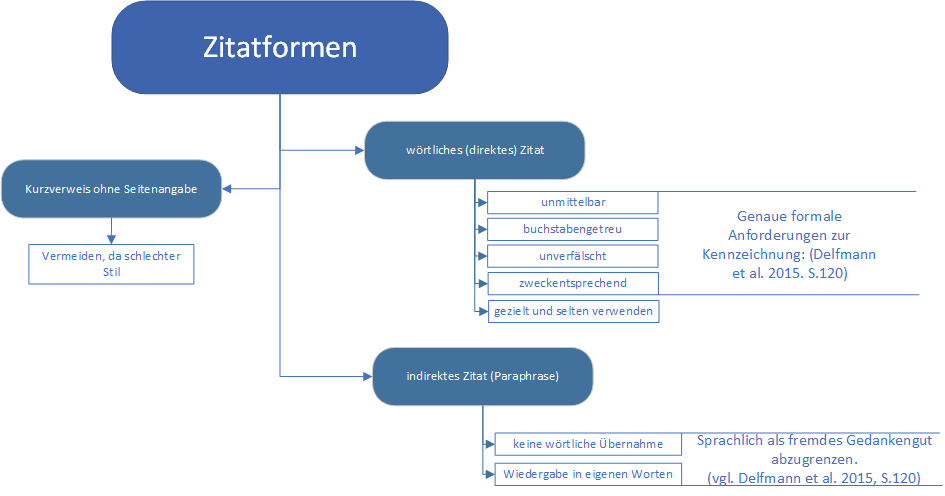 Zitatformen
wörtliches (direktes) Zitat
Kurzverweis ohne Seitenangabe
Vermeiden, da schlechter
Stil
unmittelbar
buchstabengetreu
unverfälscht
zweckentsprechend
gezielt und selten verwenden
Genaue formale
Anforderungen zur
Kennzeichnung: (Delfmann
et al. 2015. S.120)
indirektes Zitat (Paraphrase)
keine wörtliche Übernahme
Wiedergabe in eigenen Worten
Sprachlich als fremdes Gedankengut
abzugrenzen.
(vgl. Delfmann et al. 2015, S.120)